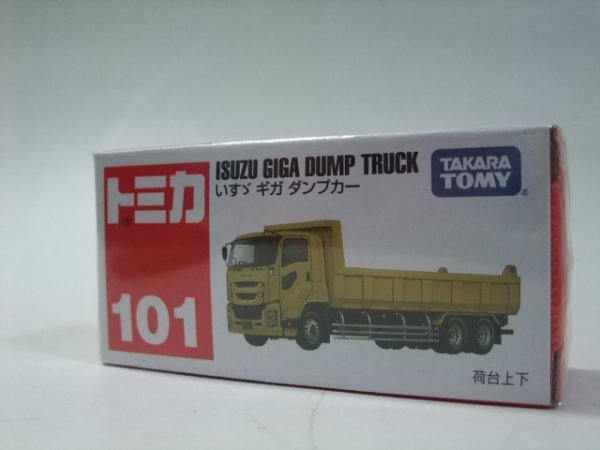 トミカ
101
ISUZU GIGA DUMP TRUCK
いすゞ ギガ ダンプカー
TAKARA
TOMY
荷台上下